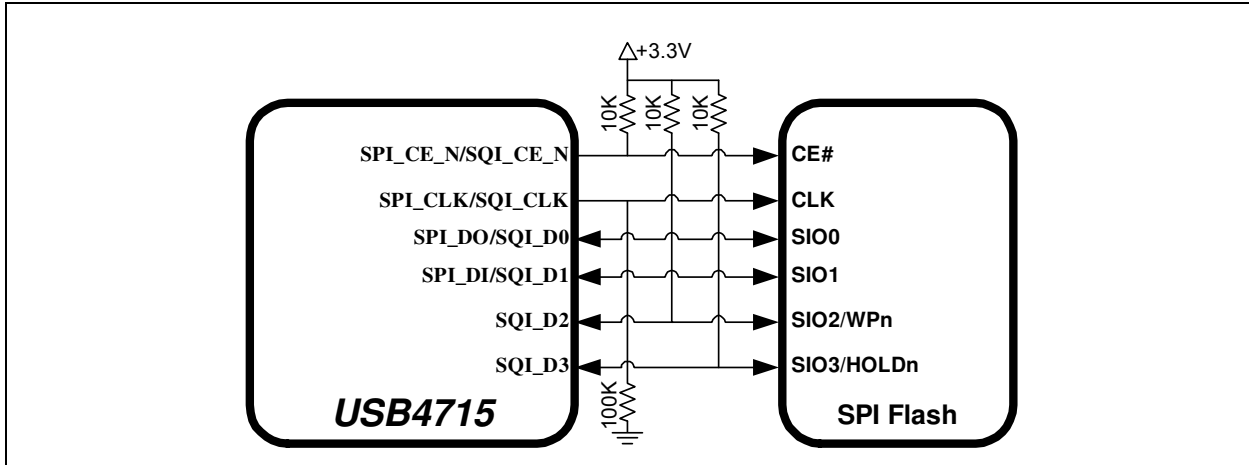 +3.3V
10K 10K 10K
SPI_CE_N/SQI_CE_N CE#
SPI_CLK/SQI_CLK CLK
SPI_DO/SQI_D0 SIO0
SPI_DI/SQI_D1 SIO1
SQI_D2 SIO2/WPn
SQI_D3 SIO3/HOLDn
100K
USB4715 SPI Flash